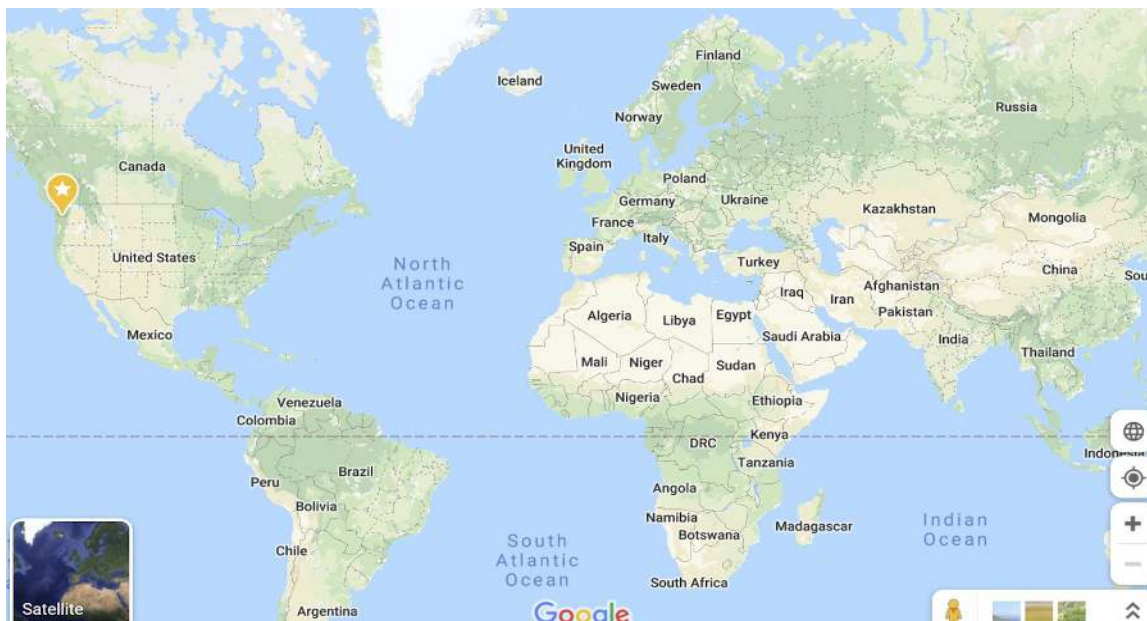 Finland
Iceland
Sweden
Russia
Norway
United
Kingdom
Canada
Poland
Germany
Ukraine
Kazakhstan
France
Mongolia
Italy
Spain
United States
Turkey
North
Atlantic
Ocean
China
Sou
Afghanistan
Iraq
Iran
Pakistan
Algeria
Libya
Egypt
Mexico
Saudi Arabia
India
Thailand
Mali
Niger
Chad
Sudan
Nigeria
Ethiopia
Venezuela
Colombia
Kenya
DRC
Indonesia
Tanzania
Brazil
Peru
Angola
Bolivia
Namibia
Botswana
Madagascar
Indian
Ocean
South
Atlantic
Ocean
Chile
South Africa
Satellite
Argentina
Google